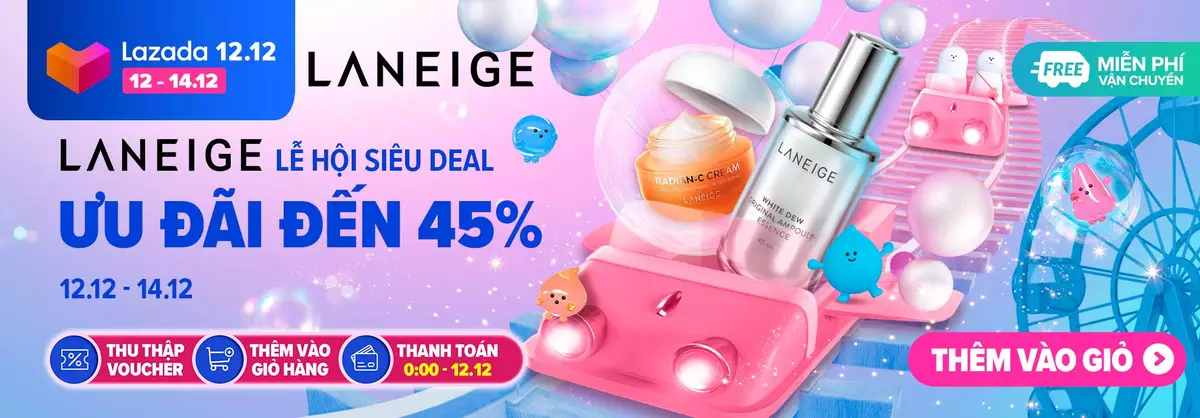 Lazada 12.12
12 - 14.12
LANEIGE
FREE
MIỄN PHÍ
VẬN CHUYỂN
LANEIGE LỄ HỘI SIÊU DEAL
ƯU ĐÃI ĐẾN 45%
12.12 - 14.12
RADIAN-C CREAM
LANEIGE
LANEIGE
WHITE DEW
ORIGINAL AMPOULE
ESSENCE
40 mL
THU THẬP
VOUCHER
THÊM VÀO
GIỎ HÀNG
THANH TOÁN
0:00 - 12.12
THÊM VÀO GIỎ